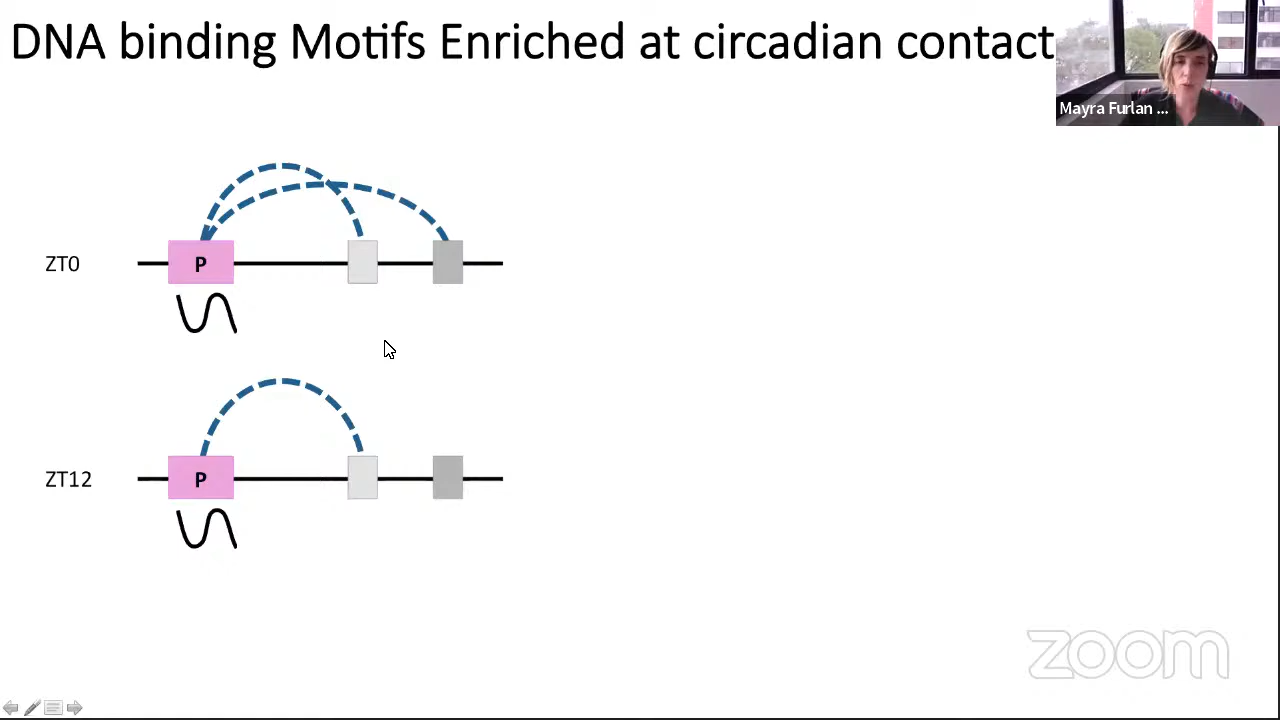 DNA binding Motifs Enriched at circadian contact
Mayra Furlan ...
ZT0
P
ZT12
P
zoom